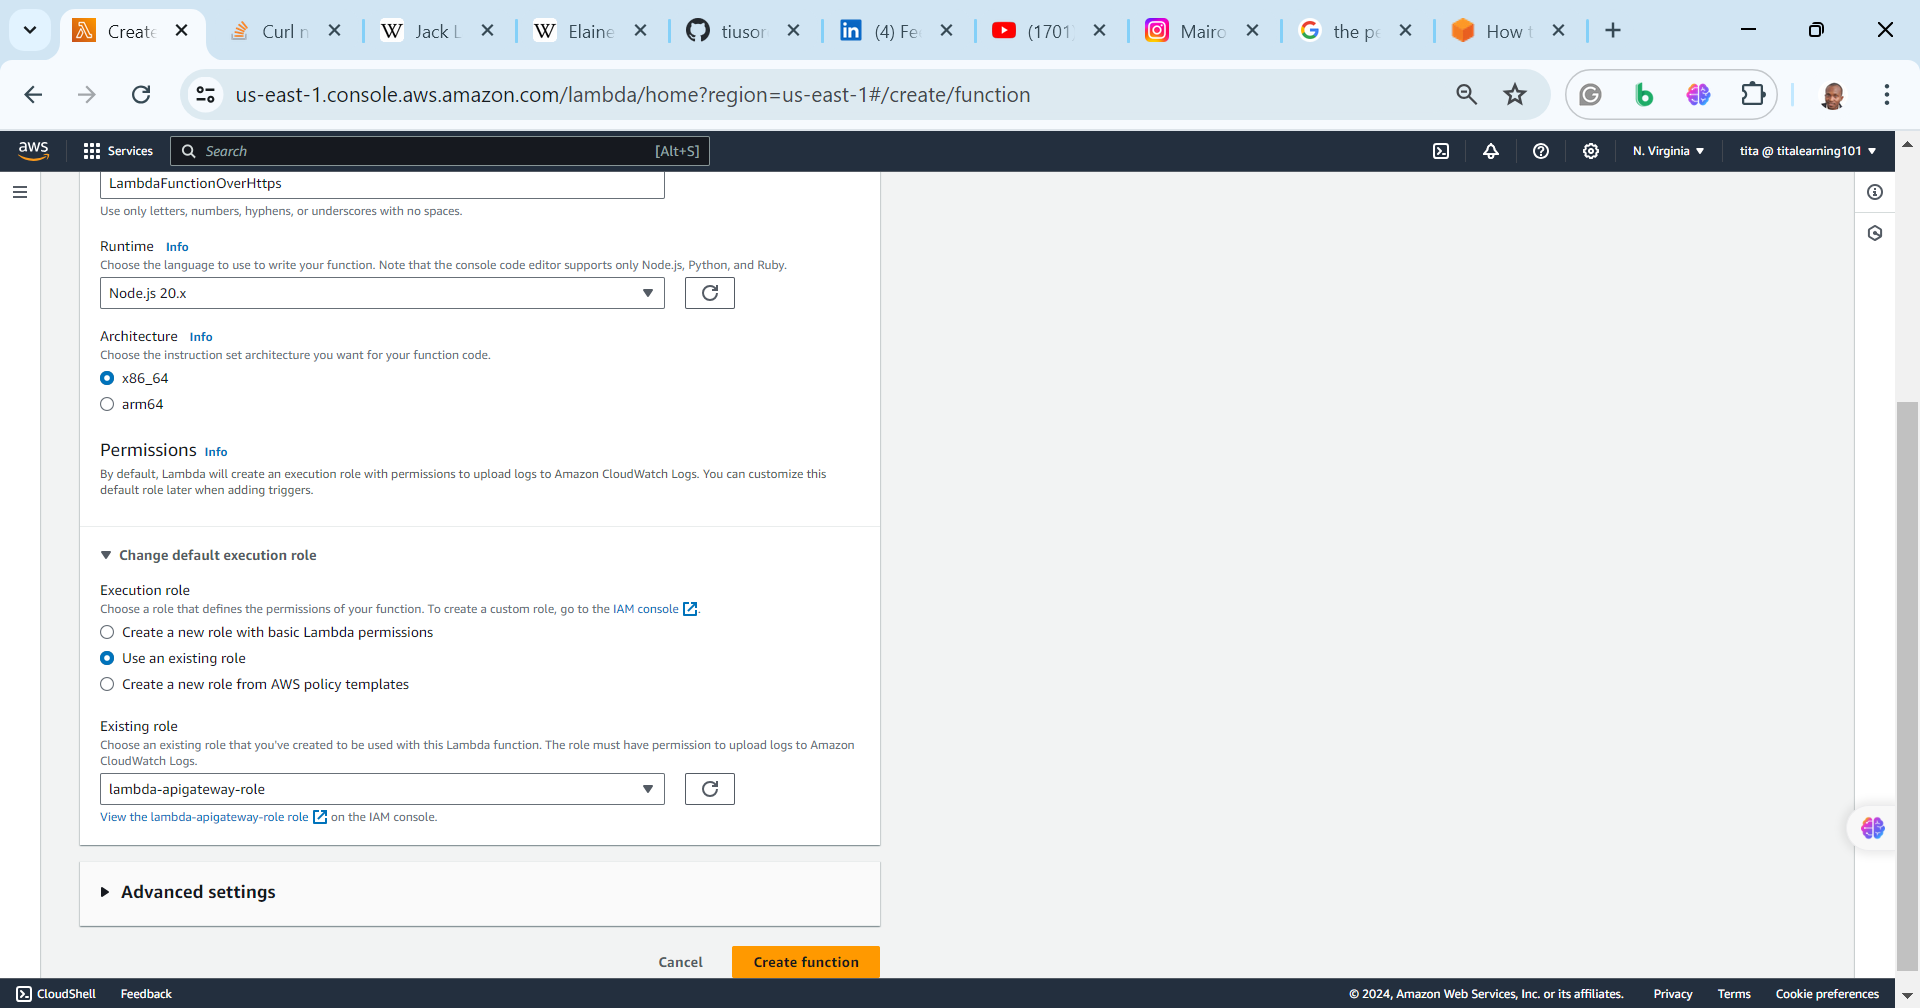 Create
Curl n
Jack L
Elaine
tiusor
(4) Fe
(1701
Mairo
the pe
How t
us-east-1.console.aws.amazon.com/lambda/home?region=us-east-1#/create/function
aws
Services
Search
[Alt+S]
N. Virginia
tita @ titalearning101
LambdaFunctionOverHttps
Use only letters, numbers, hyphens, or underscores with no spaces.
Runtime Info
Choose the language to use to write your function. Note that the console code editor supports only Node.js, Python, and Ruby.
Node.js 20.x
Architecture Info
Choose the instruction set architecture you want for your function code.
x86_64
arm64
Permissions Info
By default, Lambda will create an execution role with permissions to upload logs to Amazon CloudWatch Logs. You can customize this
default role later when adding triggers.
Change default execution role
Execution role
Choose a role that defines the permissions of your function. To create a custom role, go to the IAM console.
Create a new role with basic Lambda permissions
Use an existing role
Create a new role from AWS policy templates
Existing role
Choose an existing role that you've created to be used with this Lambda function. The role must have permission to upload logs to Amazon
CloudWatch Logs.
lambda-apigateway-role
View the lambda-apigateway-role role on the IAM console.
Advanced settings
Cancel
Create function
CloudShell
Feedback
© 2024, Amazon Web Services, Inc. or its affiliates.
Privacy
Terms
Cookie preferences